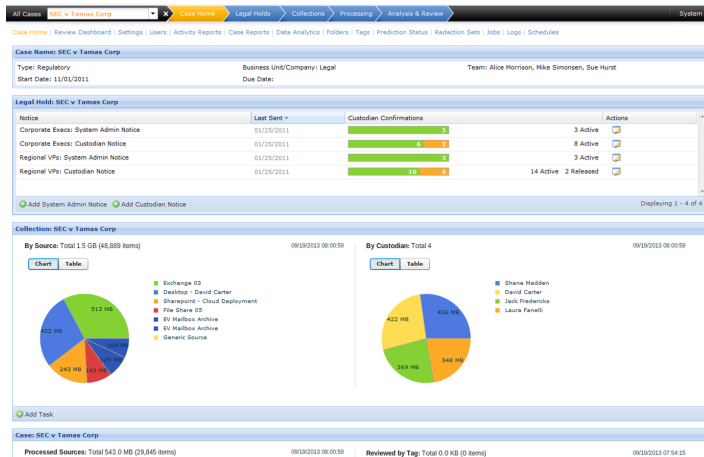 All Cases SEC v Tamas Corp Case Home Legal Holds Collections Processing Analysis & Review System
Case Home | Review Dashboard | Settings | Users | Activity Reports | Case Reports | Data Analytics | Folders | Tags | Prediction Status | Redaction Sets | Jobs | Logs | Schedules
Case Name: SEC v Tamas Corp
Type: Regulatory Business Unit/Company: Legal Team: Alice Morrison, Mike Simonsen, Sue Hurst
Start Date: 11/01/2011 Due Date:
Legal Hold: SEC v Tamas Corp
Notice Last Sent Custodian Confirmations Actions
Corporate Execs: System Admin Notice 01/25/2011 3 3 Active
Corporate Execs: Custodian Notice 01/25/2011 6 2 8 Active
Regional VPs: System Admin Notice 01/25/2011 3 3 Active
Regional VPs: Custodian Notice 01/25/2011 10 4 14 Active 2 Released
Add System Admin Notice Add Custodian Notice Displaying 1 - 4 of 4
Collection: SEC v Tamas Corp
By Source: Total 1.5 GB (48,889 items) 09/19/2013 08:00:59 By Custodian: Total 4 09/19/2013 08:00:59
Chart Table Chart Table
Exchange 03
Desktop - David Carter
Sharepoint - Cloud Deployment
File Share 05
EV Mailbox Archive
EV Mailbox Archive
Generic Source
513 MB
432 MB
109 MB
123 MB
243 MB
143 MB
Shane Madden
David Carter
Jack Fredericks
Laura Fanelli
426 MB
422 MB
369 MB
348 MB
Add Task
Case: SEC v Tamas Corp
Processed Sources: Total 543.0 MB (29,845 items) 09/19/2013 08:00:59 Reviewed by Tag: Total 0.0 KB (0 items) 09/19/2013 07:54:15